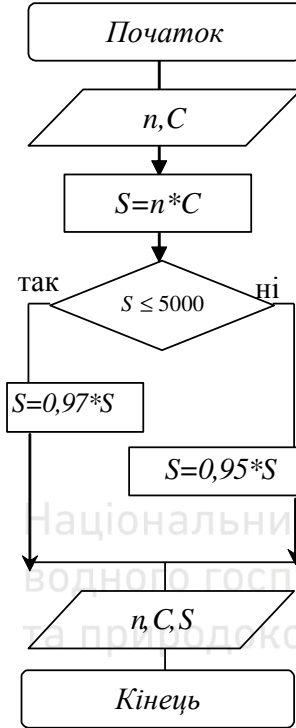 Початок
n,C
S=n*C
так
ні
S ≤ 5000
S=0,97*S
S=0,95*S
Національни
водного госп
та природоко
n,C,S
Кінець